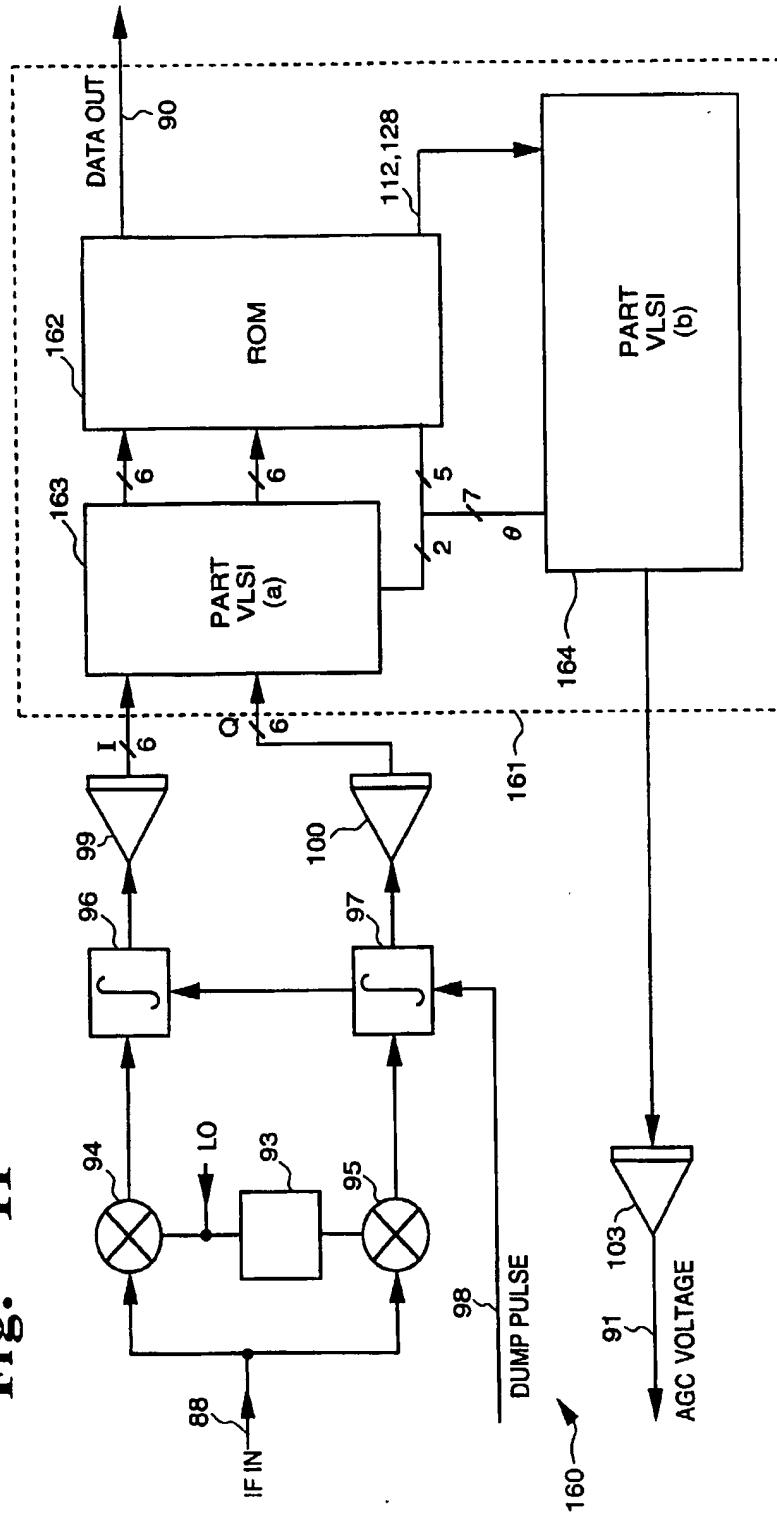 Fig. 11
DATA OUT
90
162
ROM
112,128
163
PART
VLSI
(a)
6
6
5
2
7
θ
PART
VLSI
(b)
164
161
I
6
Q
6
99
100
96
97
94
LO
93
95
88
IF IN
98
DUMP PULSE
103
91
AGC VOLTAGE
160